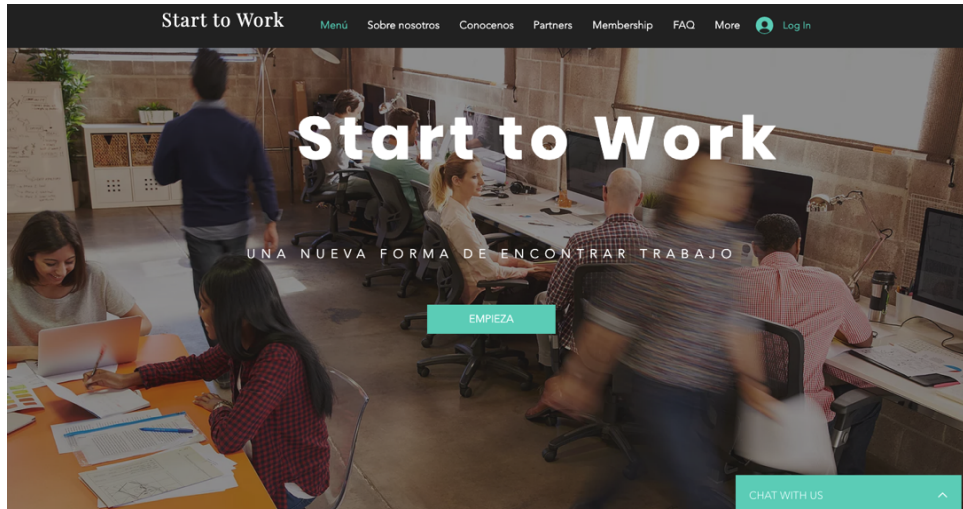 Start to Work
Menú Sobre nosotros Conocenos Partners Membership FAQ More Log In
Start to Work
UNA NUEVA FORMA DE ENCONTRAR TRABAJO
EMPIEZA
CHAT WITH US